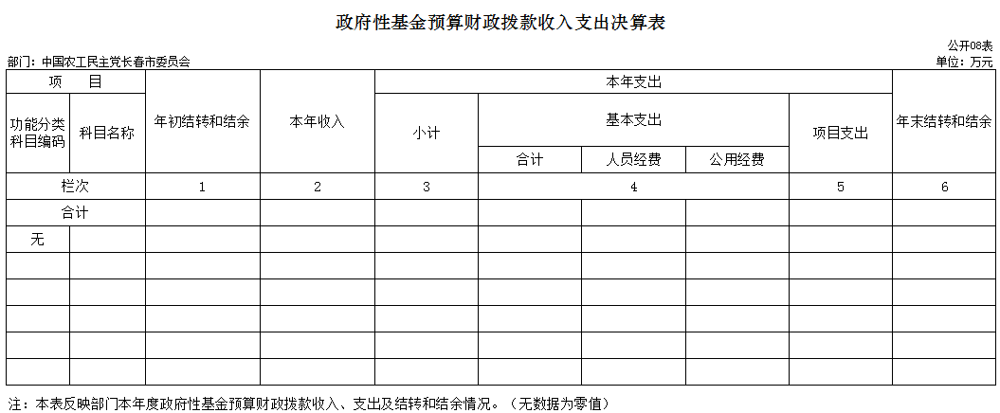 政府性基金预算财政拨款收入支出决算表
公开08表
部门：中国农工民主党长春市委员会
单位：万元
项 目
年初结转和结余
本年收入
本年支出
年末结转和结余
功能分类
科目编码
科目名称
小计
基本支出
项目支出
合计
人员经费
公用经费
栏次 1 2 3 4 5 6
合计
无
注：本表反映部门本年度政府性基金预算财政拨款收入、支出及结转和结余情况。（无数据为零值）